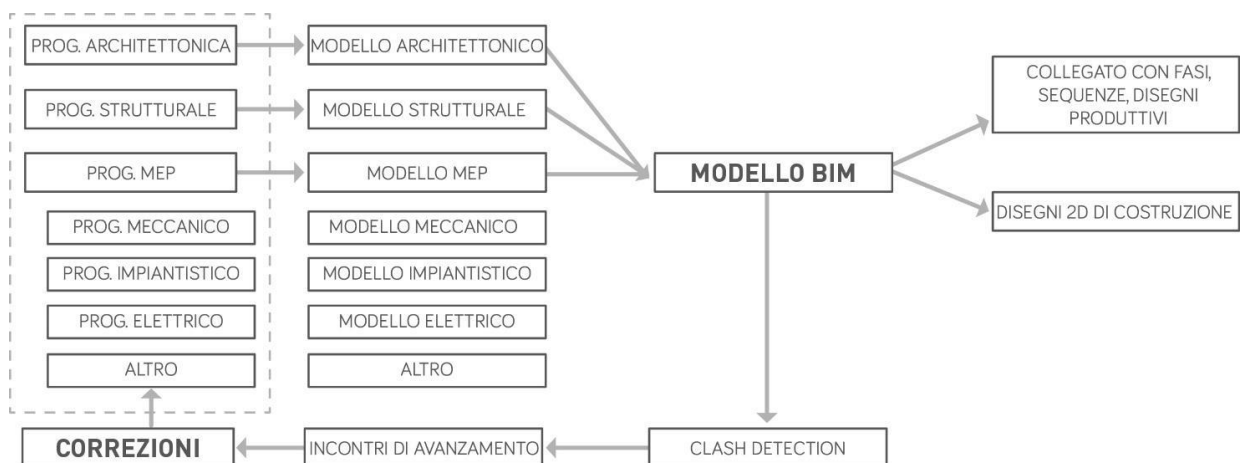 PROG. ARCHITETTONICA
MODELLO ARCHITETTONICO
COLLEGATO CON FASI,
SEQUENZE, DISEGNI
PRODUTTIVI
PROG. STRUTTURALE
MODELLO STRUTTURALE
PROG. MEP
MODELLO MEP
MODELLO BIM
DISEGNI 2D DI COSTRUZIONE
PROG. MECCANICO
MODELLO MECCANICO
PROG. IMPIANTISTICO
MODELLO IMPIANTISTICO
PROG. ELETTRICO
MODELLO ELETTRICO
ALTRO
ALTRO
CORREZIONI
INCONTRI DI AVANZAMENTO
CLASH DETECTION